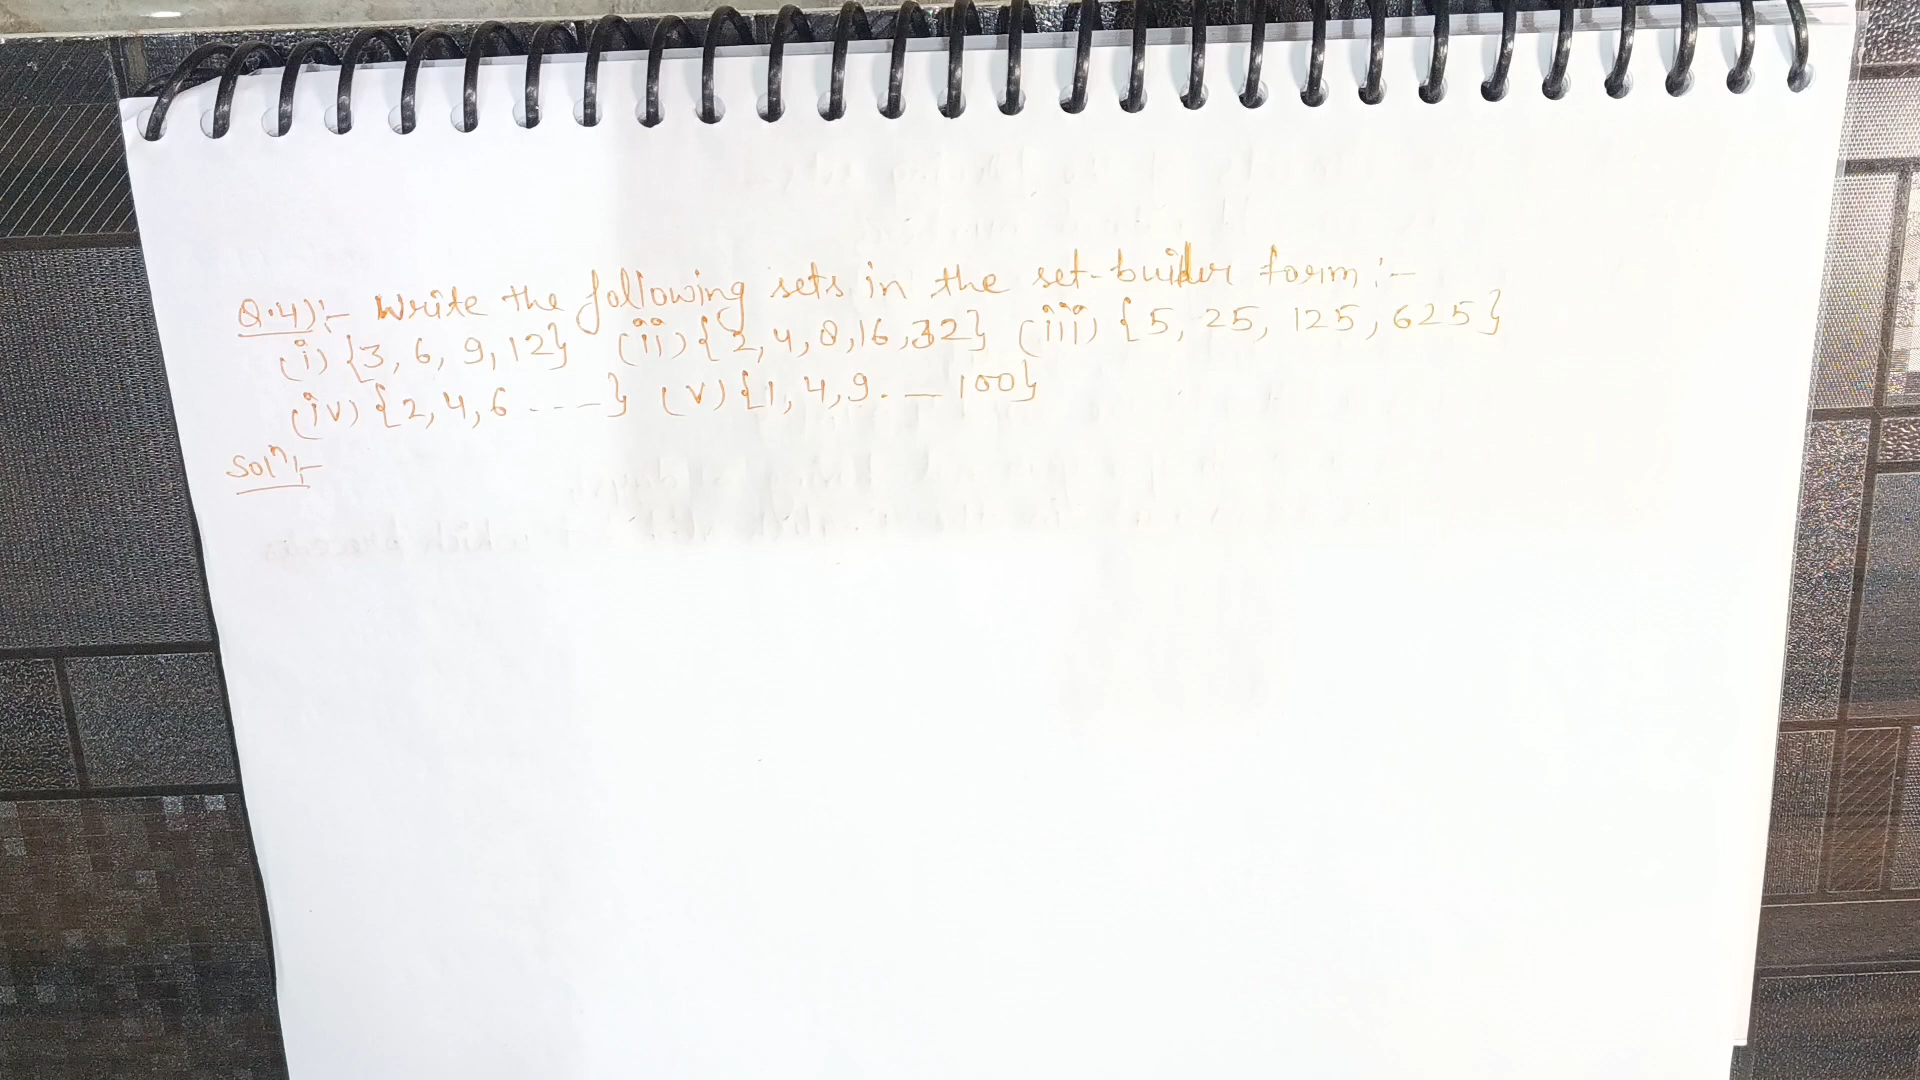 Q.4):- Write the following sets in the set-builder form :-
(i) {3, 6, 9, 12} (ii) {2, 4, 8, 16, 32} (iii) {5, 25, 125, 625}
(iv) {2, 4, 6 ----} (v) {1, 4, 9. _ 100}
Solⁿ:-